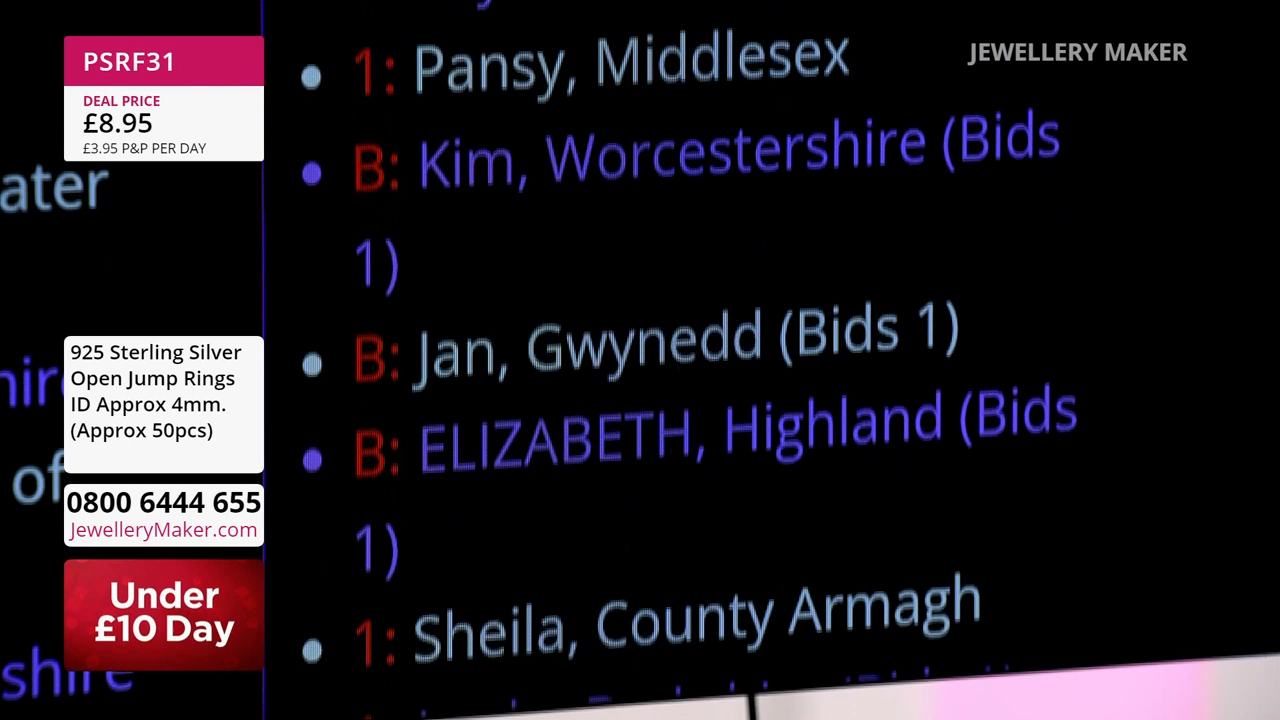 PSRF31
DEAL PRICE
£8.95
£3.95 P&P PER DAY
ater
925 Sterling Silver
Open Jump Rings
ID Approx 4mm.
(Approx 50pcs)
of
0800 6444 655
JewelleryMaker.com
Under
£10 Day
shire
JEWELLERY MAKER
1: Pansy, Middlesex
B: Kim, Worcestershire (Bids
1)
B: Jan, Gwynedd (Bids 1)
B: ELIZABETH, Highland (Bids
1)
1: Sheila, County Armagh